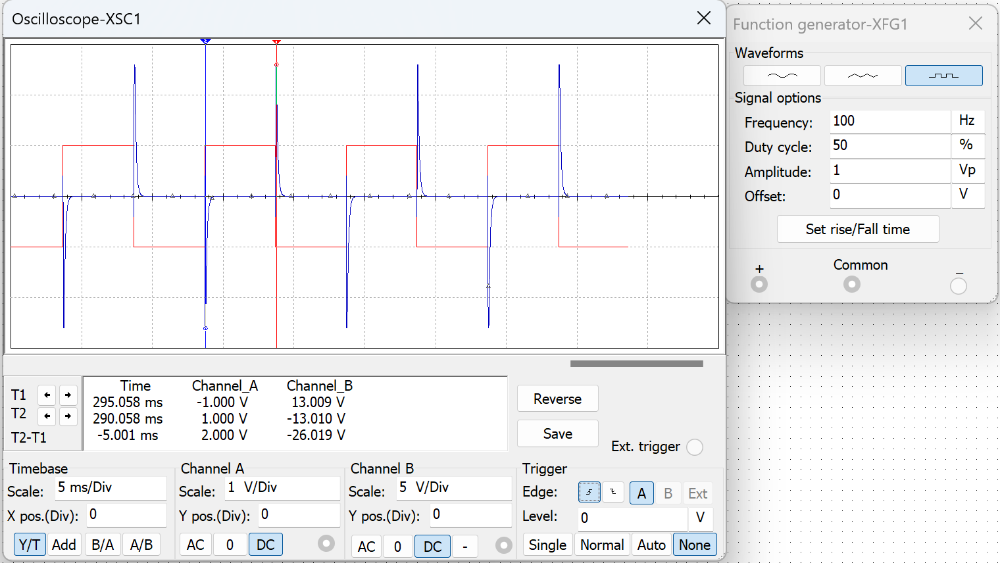 Oscilloscope-XSC1
2
1
Time Channel_A Channel_B
T1 295.058 ms -1.000 V 13.009 V
T2 290.058 ms 1.000 V -13.010 V
T2-T1 -5.001 ms 2.000 V -26.019 V
Reverse
Save
Ext. trigger
Timebase
Scale: 5 ms/Div
X pos.(Div): 0
Y/T Add B/A A/B
Channel A
Scale: 1 V/Div
Y pos.(Div): 0
AC 0 DC
Channel B
Scale: 5 V/Div
Y pos.(Div): 0
AC 0 DC -
Trigger
Edge: A B Ext
Level: 0 V
Single Normal Auto None
Function generator-XFG1
Waveforms
Signal options
Frequency: 100 Hz
Duty cycle: 50 %
Amplitude: 1 Vp
Offset: 0 V
Set rise/Fall time
+ Common −